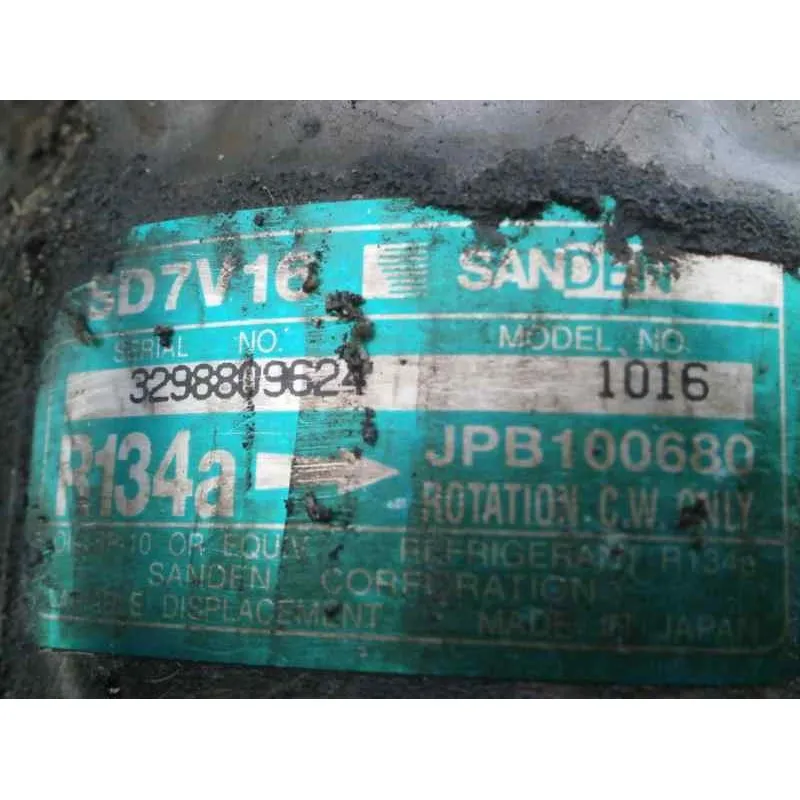 SD7V16 SANDEN
SERIAL NO. MODEL NO.
3298809624 1016
R134a JPB100680
ROTATION C.W. ONLY
OR EQUIV REFRIGERANT R134a
SANDEN CORPORATION
DISPLACEMENT MADE IN JAPAN